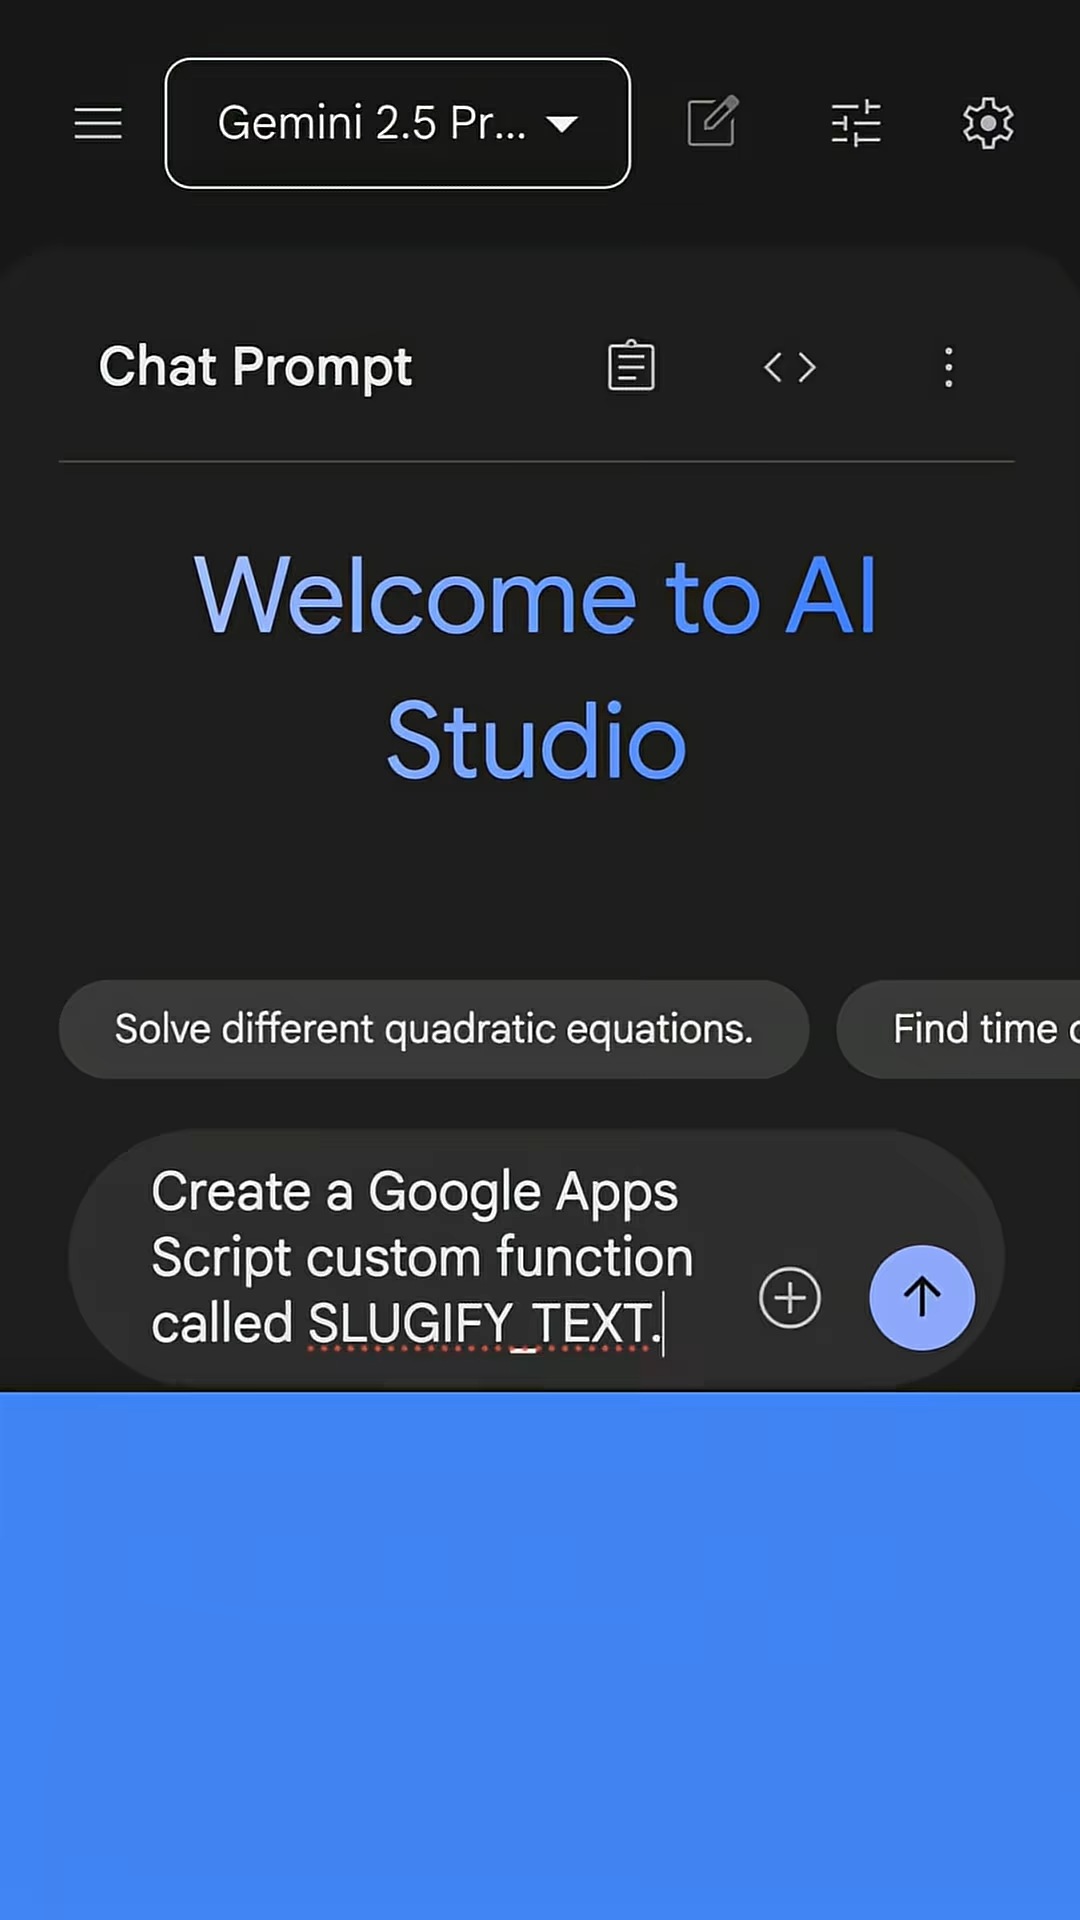 Gemini 2.5 Pr...
Chat Prompt
Welcome to AI
Studio
Solve different quadratic equations.
Find time
Create a Google Apps
Script custom function
called SLUGIFY_TEXT.